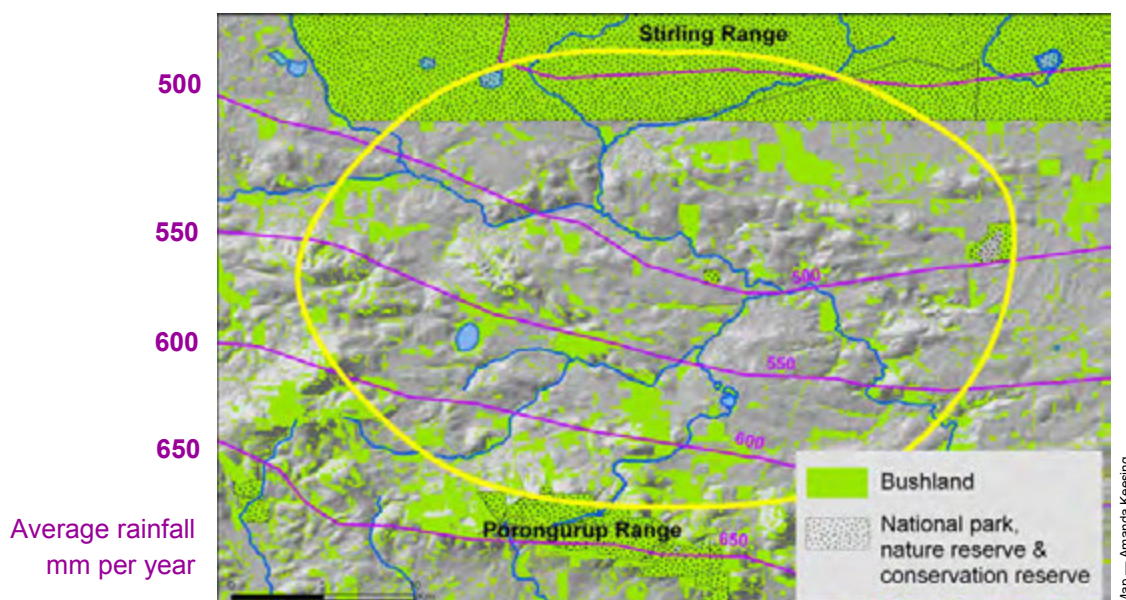 Stirling Range
500
550
600
650
Average rainfall
mm per year
500
550
600
650
Porongurup Range
Bushland
National park,
nature reserve &
conservation reserve
Map — Amanda Keesing